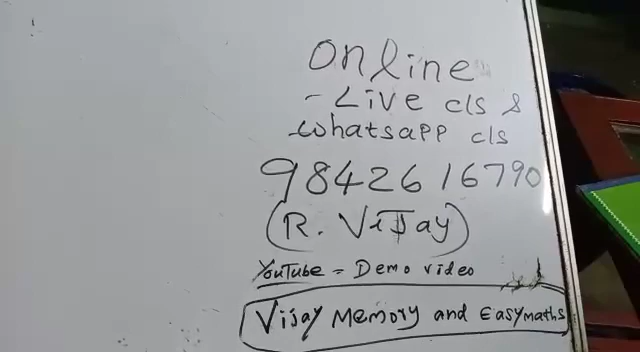 Online
- Live cls &
Whatsapp cls
9842616790
(R. Vijay)
YouTube = Demo video
Vijay Memory and Easymaths